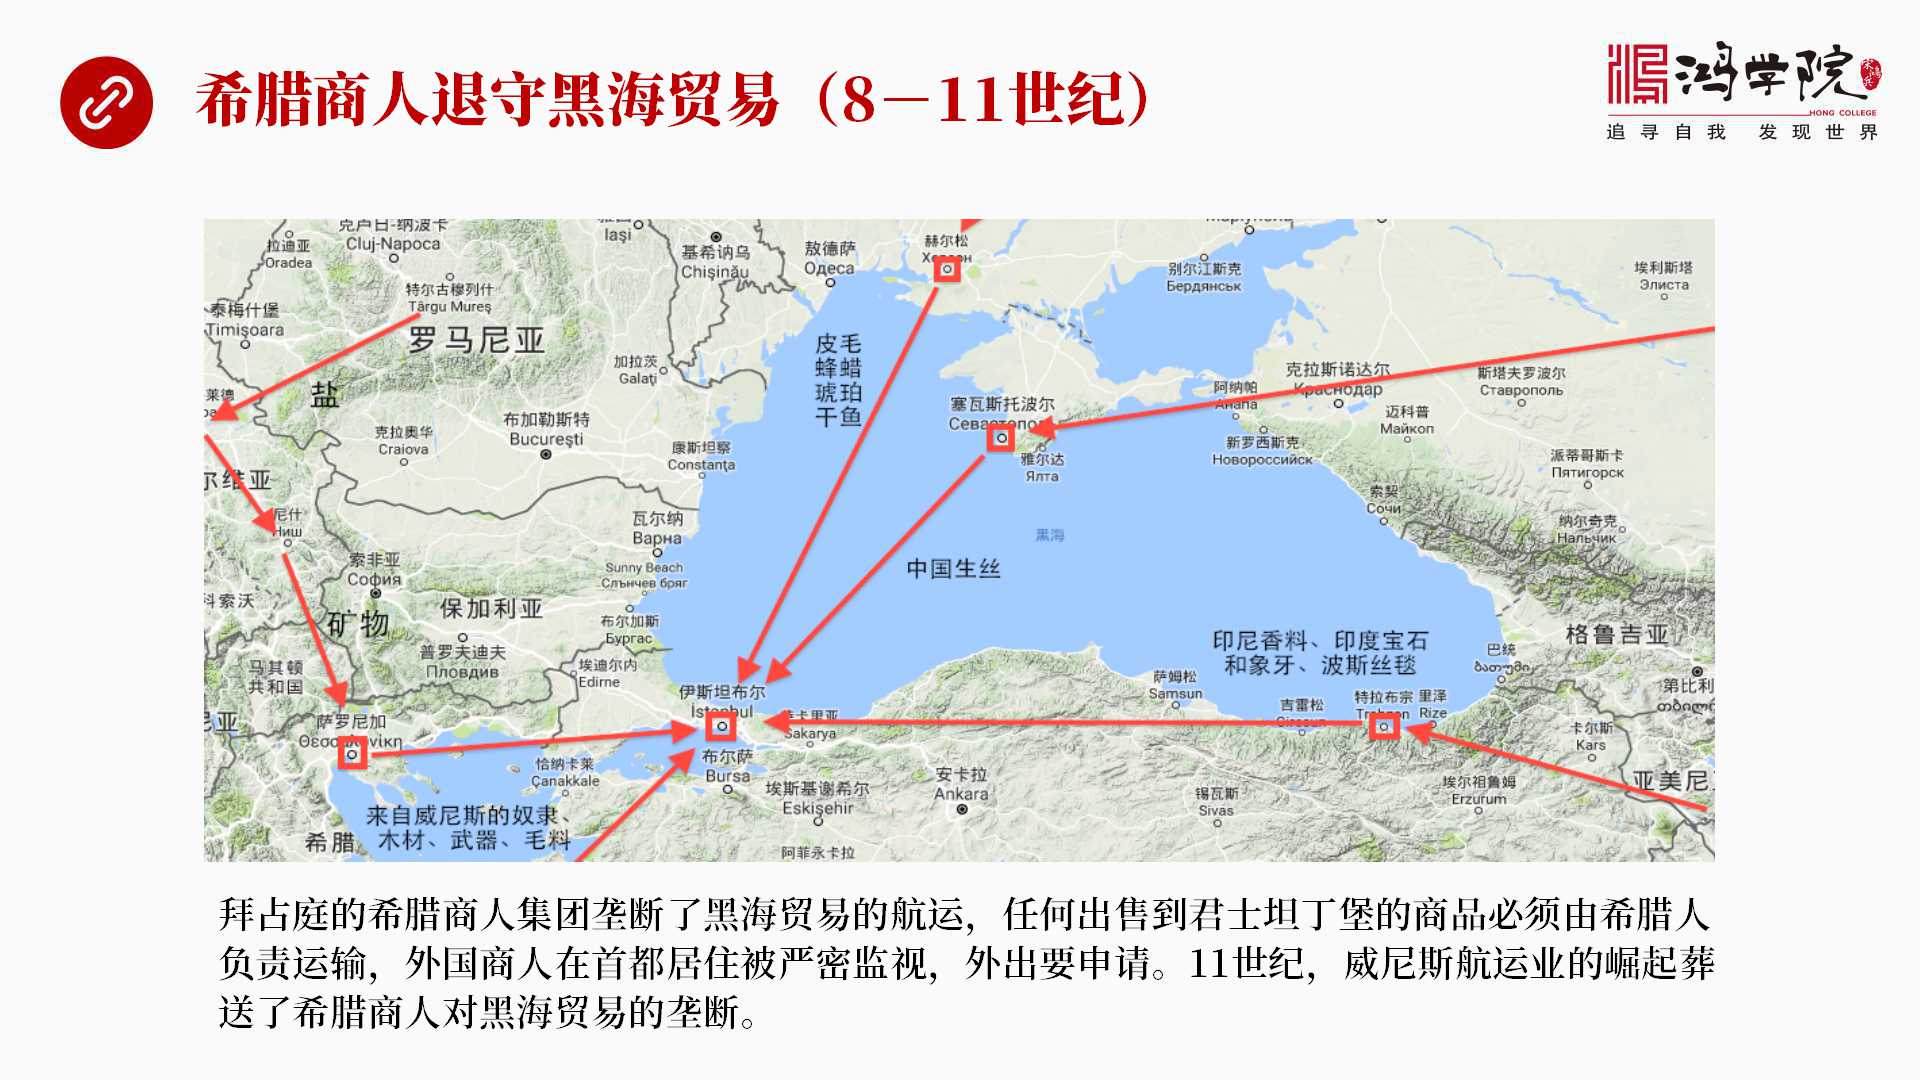 希腊商人退守黑海贸易（8－11世纪）
鸿学院
HONG COLLEGE
追寻自我 发现世界
克卢日-纳波卡
Cluj-Napoca
拉迪亚
Oradea
Iaşi
基希讷乌
Chişinău
敖德萨
Одеса
赫尔松
别尔江斯克
Бердянськ
埃利斯塔
Элиста
特尔古穆列什
Târgu Mureş
泰梅什堡
Timişoara
罗马尼亚
皮毛
蜂蜡
琥珀
干鱼
加拉茨
Galaţi
盐
莱德
克拉斯诺达尔
Краснодар
斯塔夫罗波尔
Ставрополь
阿纳帕
Анапа
塞瓦斯托波尔
Севастопо
迈科普
Майкоп
布加勒斯特
Bucureşti
克拉奥华
Craiova
康斯坦察
Constanţa
新罗西斯克
Новороссийск
雅尔达
Ялта
派蒂哥斯卡
Пятигорск
尔维亚
索契
Сочи
尼什
Ниш
瓦尔纳
Варна
纳尔奇克
Нальчик
黑海
索非亚
София
中国生丝
Sunny Beach
Слънчев бряг
科索沃
保加利亚
矿物
布尔加斯
Бургас
印尼香料、印度宝石
和象牙、波斯丝毯
格鲁吉亚
普罗夫迪夫
Пловдив
埃迪尔内
Edirne
巴统
ბათუმი
马其顿
共和国
萨姆松
Samsun
第比利
伊斯坦布尔
İstanbul
特拉布宗
Trabzon
里泽
Rize
吉雷松
Giresun
尼亚
萨罗尼加
Θεσσαλονίκη
萨卡里亚
Sakarya
卡尔斯
Kars
布尔萨
Bursa
恰纳卡莱
Çanakkale
安卡拉
Ankara
埃斯基谢希尔
Eskişehir
锡瓦斯
Sivas
埃尔祖鲁姆
Erzurum
亚美尼
来自威尼斯的奴隶、
木材、武器、毛料
希腊
阿菲永卡拉
拜占庭的希腊商人集团垄断了黑海贸易的航运，任何出售到君士坦丁堡的商品必须由希腊人
负责运输，外国商人在首都居住被严密监视，外出要申请。11世纪，威尼斯航运业的崛起葬
送了希腊商人对黑海贸易的垄断。